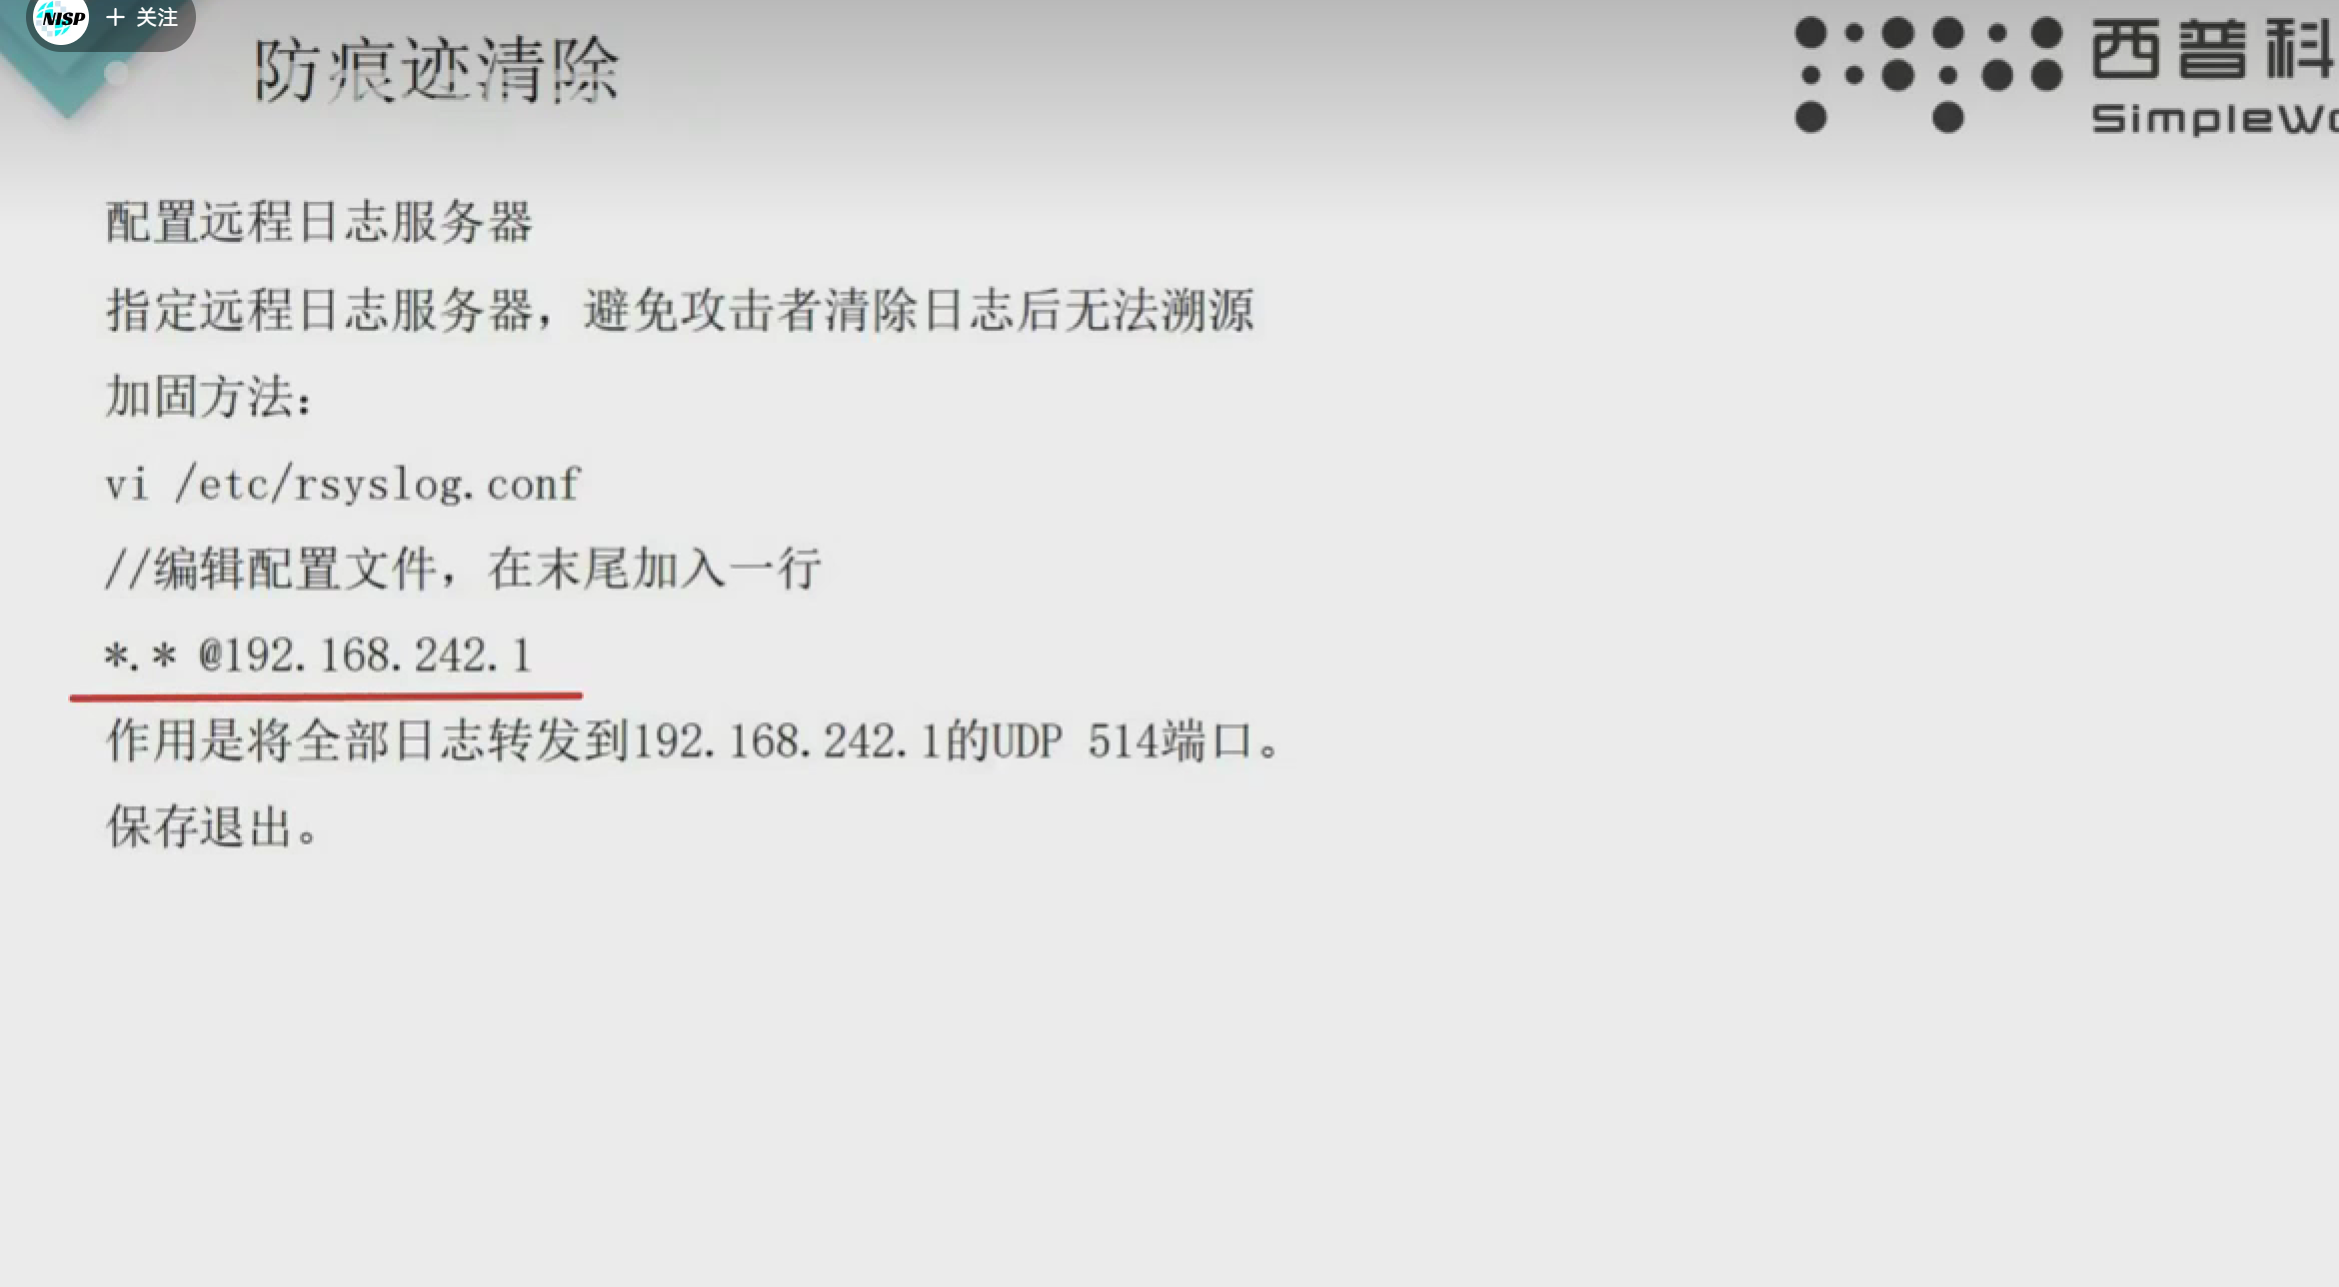 NISP + 关注
防痕迹清除
西普科
SimpleWo
配置远程日志服务器
指定远程日志服务器，避免攻击者清除日志后无法溯源
加固方法：
vi /etc/rsyslog.conf
//编辑配置文件，在末尾加入一行
*.* @192.168.242.1
作用是将全部日志转发到192.168.242.1的UDP 514端口。
保存退出。